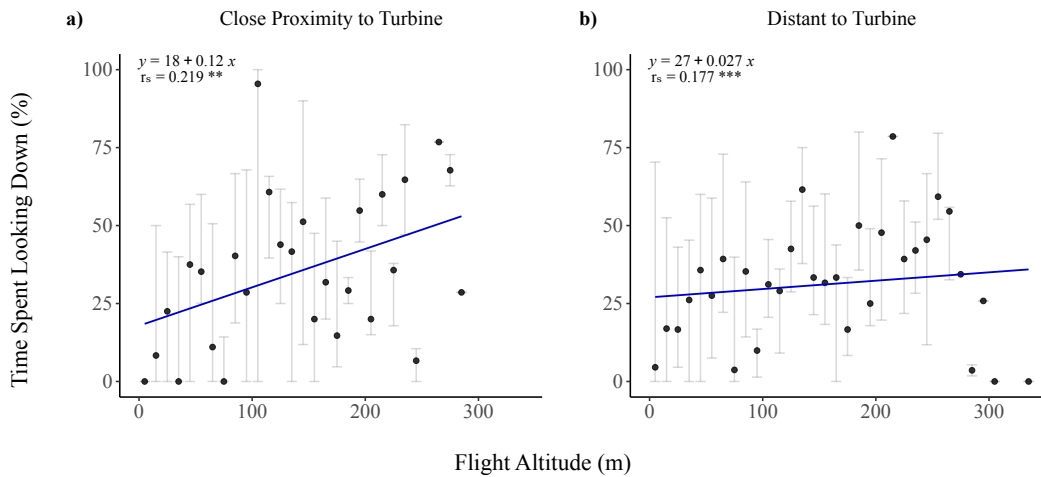 a) Close Proximity to Turbine
y = 18 + 0.12 x
rₛ = 0.219 **
100
75
50
25
0
0 100 200 300
b) Distant to Turbine
y = 27 + 0.027 x
rₛ = 0.177 ***
100
75
50
25
0
0 100 200 300
Time Spent Looking Down (%)
Flight Altitude (m)